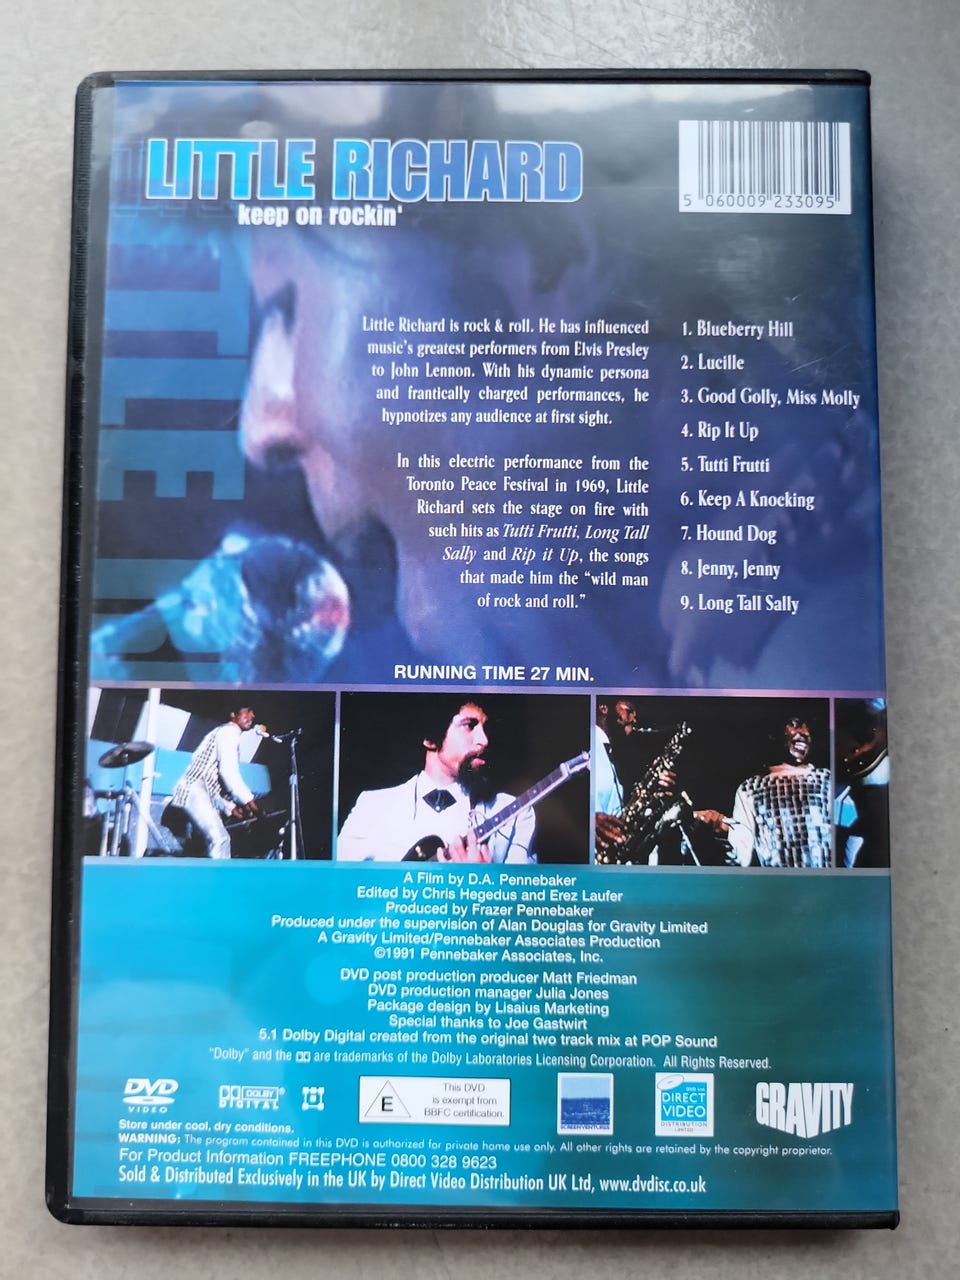 LITTLE RICHARD
keep on rockin'
5 060009 233095
LITTLE RI
Little Richard is rock & roll. He has influenced
music's greatest performers from Elvis Presley
to John Lennon. With his dynamic persona
and frantically charged performances, he
hypnotizes any audience at first sight.
In this electric performance from the
Toronto Peace Festival in 1969, Little
Richard sets the stage on fire with
such hits as Tutti Frutti, Long Tall
Sally and Rip it Up, the songs
that made him the "wild man
of rock and roll."
1. Blueberry Hill
2. Lucille
3. Good Golly, Miss Molly
4. Rip It Up
5. Tutti Frutti
6. Keep A Knocking
7. Hound Dog
8. Jenny, Jenny
9. Long Tall Sally
RUNNING TIME 27 MIN.
A Film by D.A. Pennebaker
Edited by Chris Hegedus and Erez Laufer
Produced by Frazer Pennebaker
Produced under the supervision of Alan Douglas for Gravity Limited
A Gravity Limited/Pennebaker Associates Production
©1991 Pennebaker Associates, Inc.
DVD post production producer Matt Friedman
DVD production manager Julia Jones
Package design by Lisaius Marketing
Special thanks to Joe Gastwirt
5.1 Dolby Digital created from the original two track mix at POP Sound
"Dolby" and the are trademarks of the Dolby Laboratories Licensing Corporation. All Rights Reserved.
DVD
VIDEO
DOLBY
DIGITAL
E
This DVD
is exempt from
BBFC certification.
SCREEN VENTURES
DIRECT
VIDEO
DISTRIBUTION
LIMITED
GRAVITY
Store under cool, dry conditions.
WARNING: The program contained in this DVD is authorized for private home use only. All other rights are retained by the copyright proprietor.
For Product Information FREEPHONE 0800 328 9623
Sold & Distributed Exclusively in the UK by Direct Video Distribution UK Ltd, www.dvdisc.co.uk